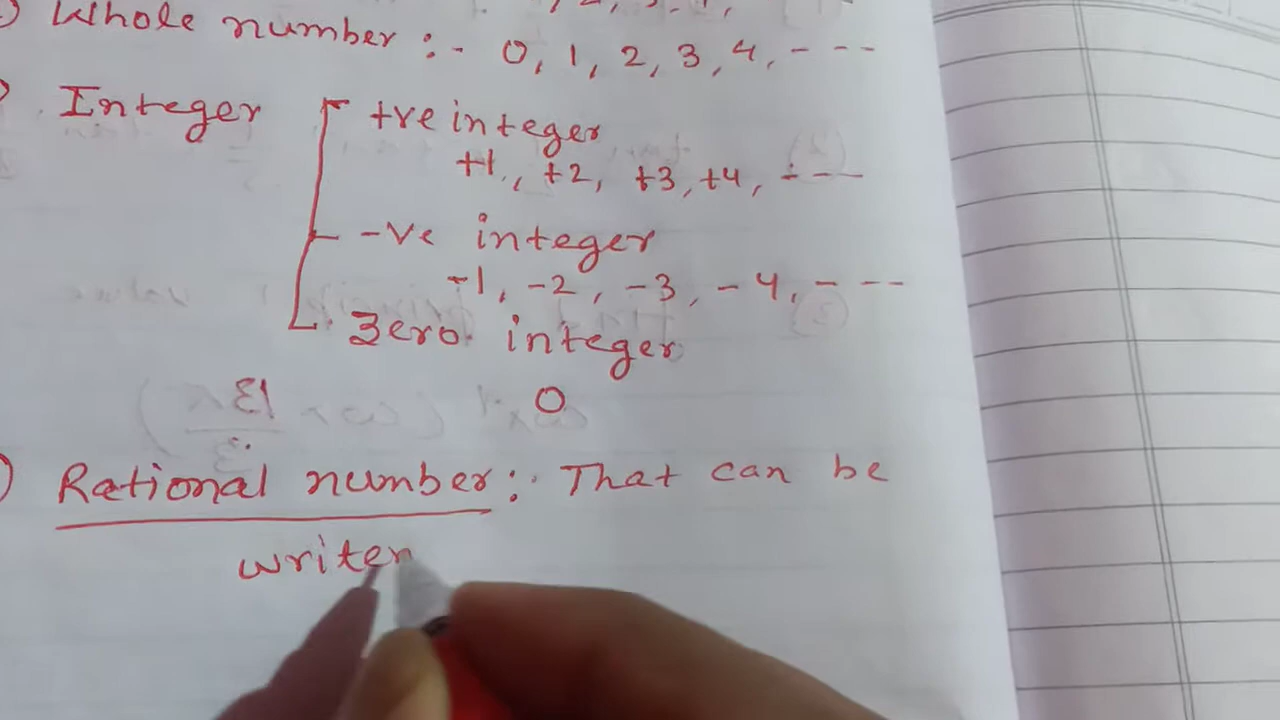 Whole number :- 0, 1, 2, 3, 4, - - -
Integer
+ve integer
+1, +2, +3, +4, - - -
-ve integer
-1, -2, -3, -4, - - -
Zero integer
0
Rational number :- That can be
writen